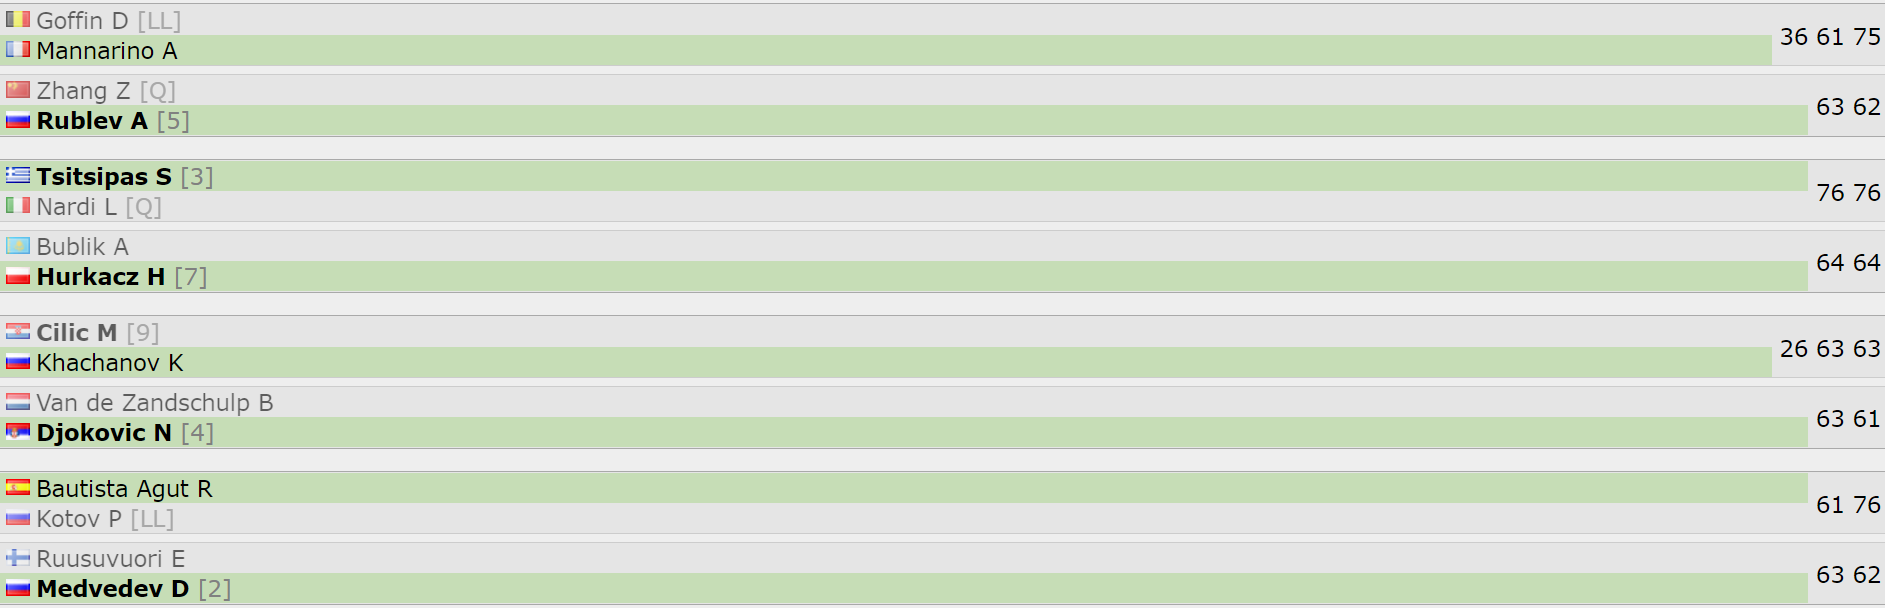 Goffin D [LL]
Mannarino A
36 61 75
Zhang Z [Q]
Rublev A [5]
63 62
Tsitsipas S [3]
Nardi L [Q]
76 76
Bublik A
Hurkacz H [7]
64 64
Cilic M [9]
Khachanov K
26 63 63
Van de Zandschulp B
Djokovic N [4]
63 61
Bautista Agut R
Kotov P [LL]
61 76
Ruusuvuori E
Medvedev D [2]
63 62